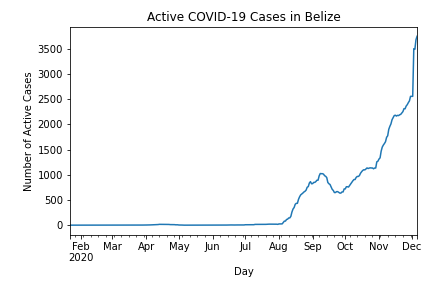 Active COVID-19 Cases in Belize
Number of Active Cases
3500
3000
2500
2000
1500
1000
500
0
Feb Mar Apr May Jun Jul Aug Sep Oct Nov Dec
2020
Day